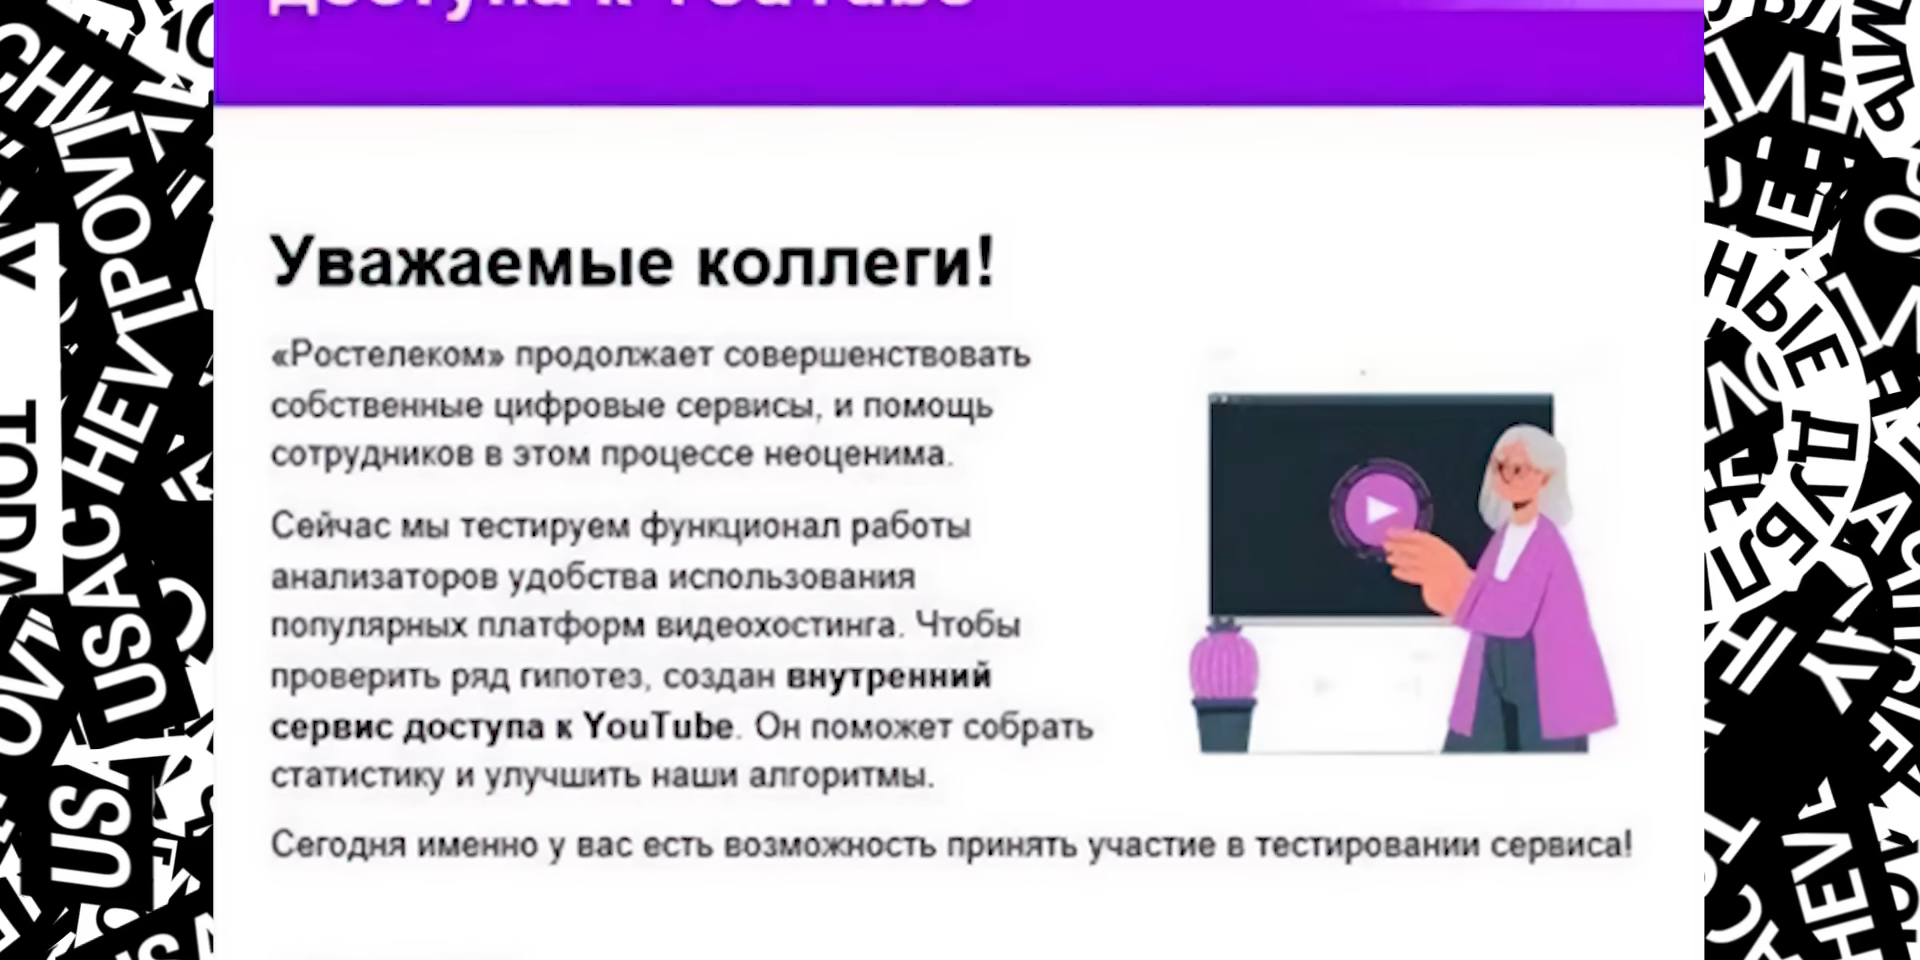 доступа к YouTube
Уважаемые коллеги!
«Ростелеком» продолжает совершенствовать
собственные цифровые сервисы, и помощь
сотрудников в этом процессе неоценима.
Сейчас мы тестируем функционал работы
анализаторов удобства использования
популярных платформ видеохостинга. Чтобы
проверить ряд гипотез, создан внутренний
сервис доступа к YouTube. Он поможет собрать
статистику и улучшить наши алгоритмы.
Сегодня именно у вас есть возможность принять участие в тестировании сервиса!
USACHEV
USA